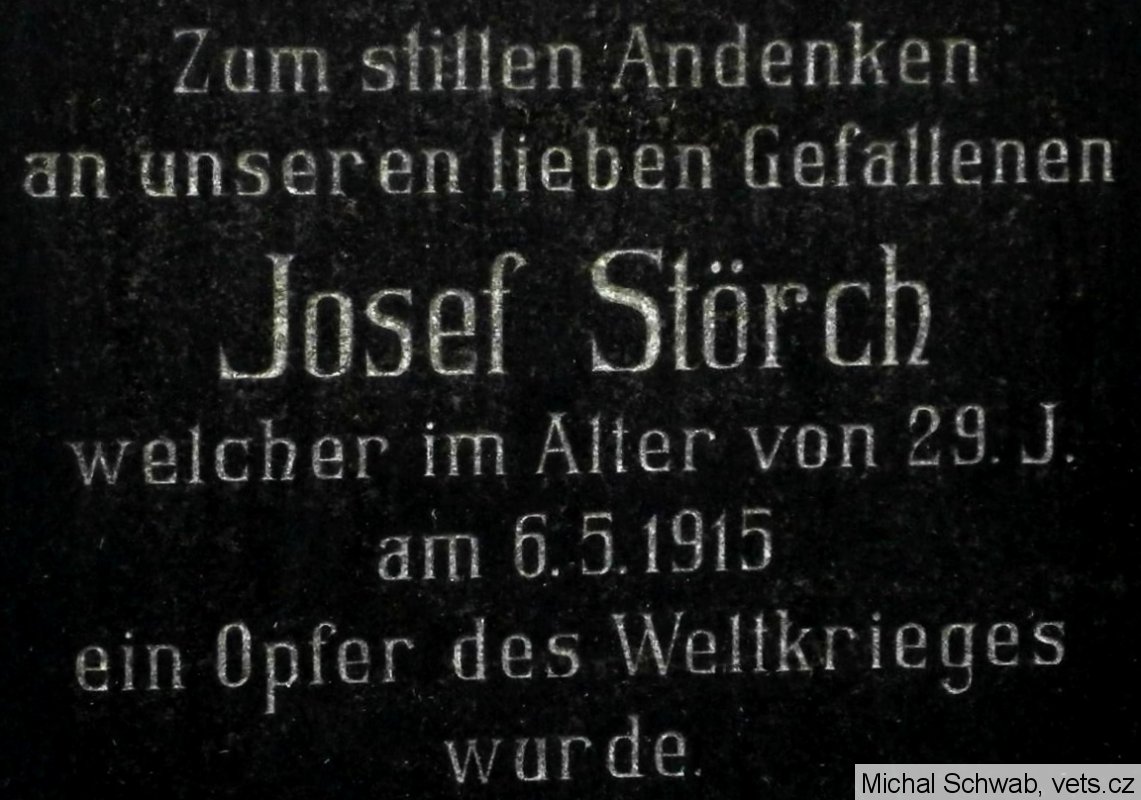 Zum stillen Andenken
an unseren lieben Gefallenen
Josef Störch
welcher im Alter von 29. J.
am 6.5.1915
ein Opfer des Weltkrieges
wurde.
Michal Schwab, vets.cz